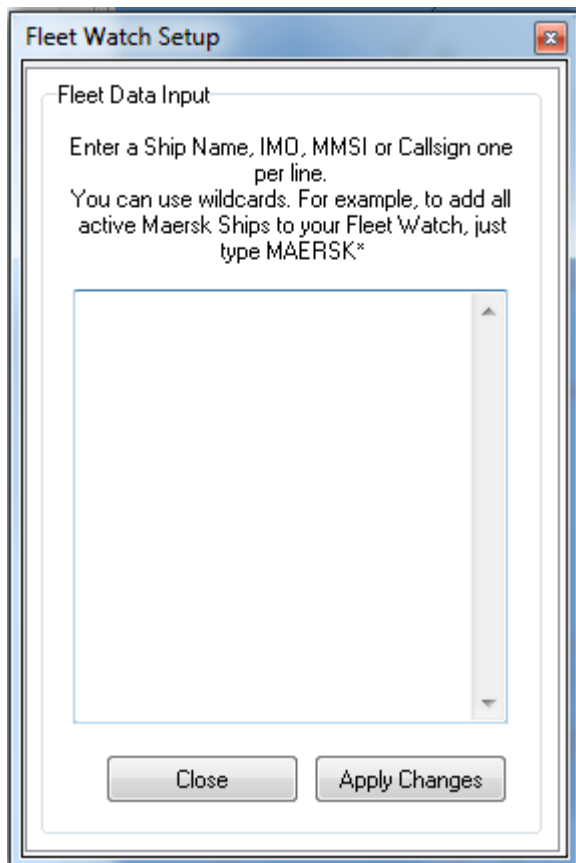 Fleet Watch Setup
Fleet Data Input
Enter a Ship Name, IMO, MMSI or Callsign one
per line.
You can use wildcards. For example, to add all
active Maersk Ships to your Fleet Watch, just
type MAERSK*
Close
Apply Changes